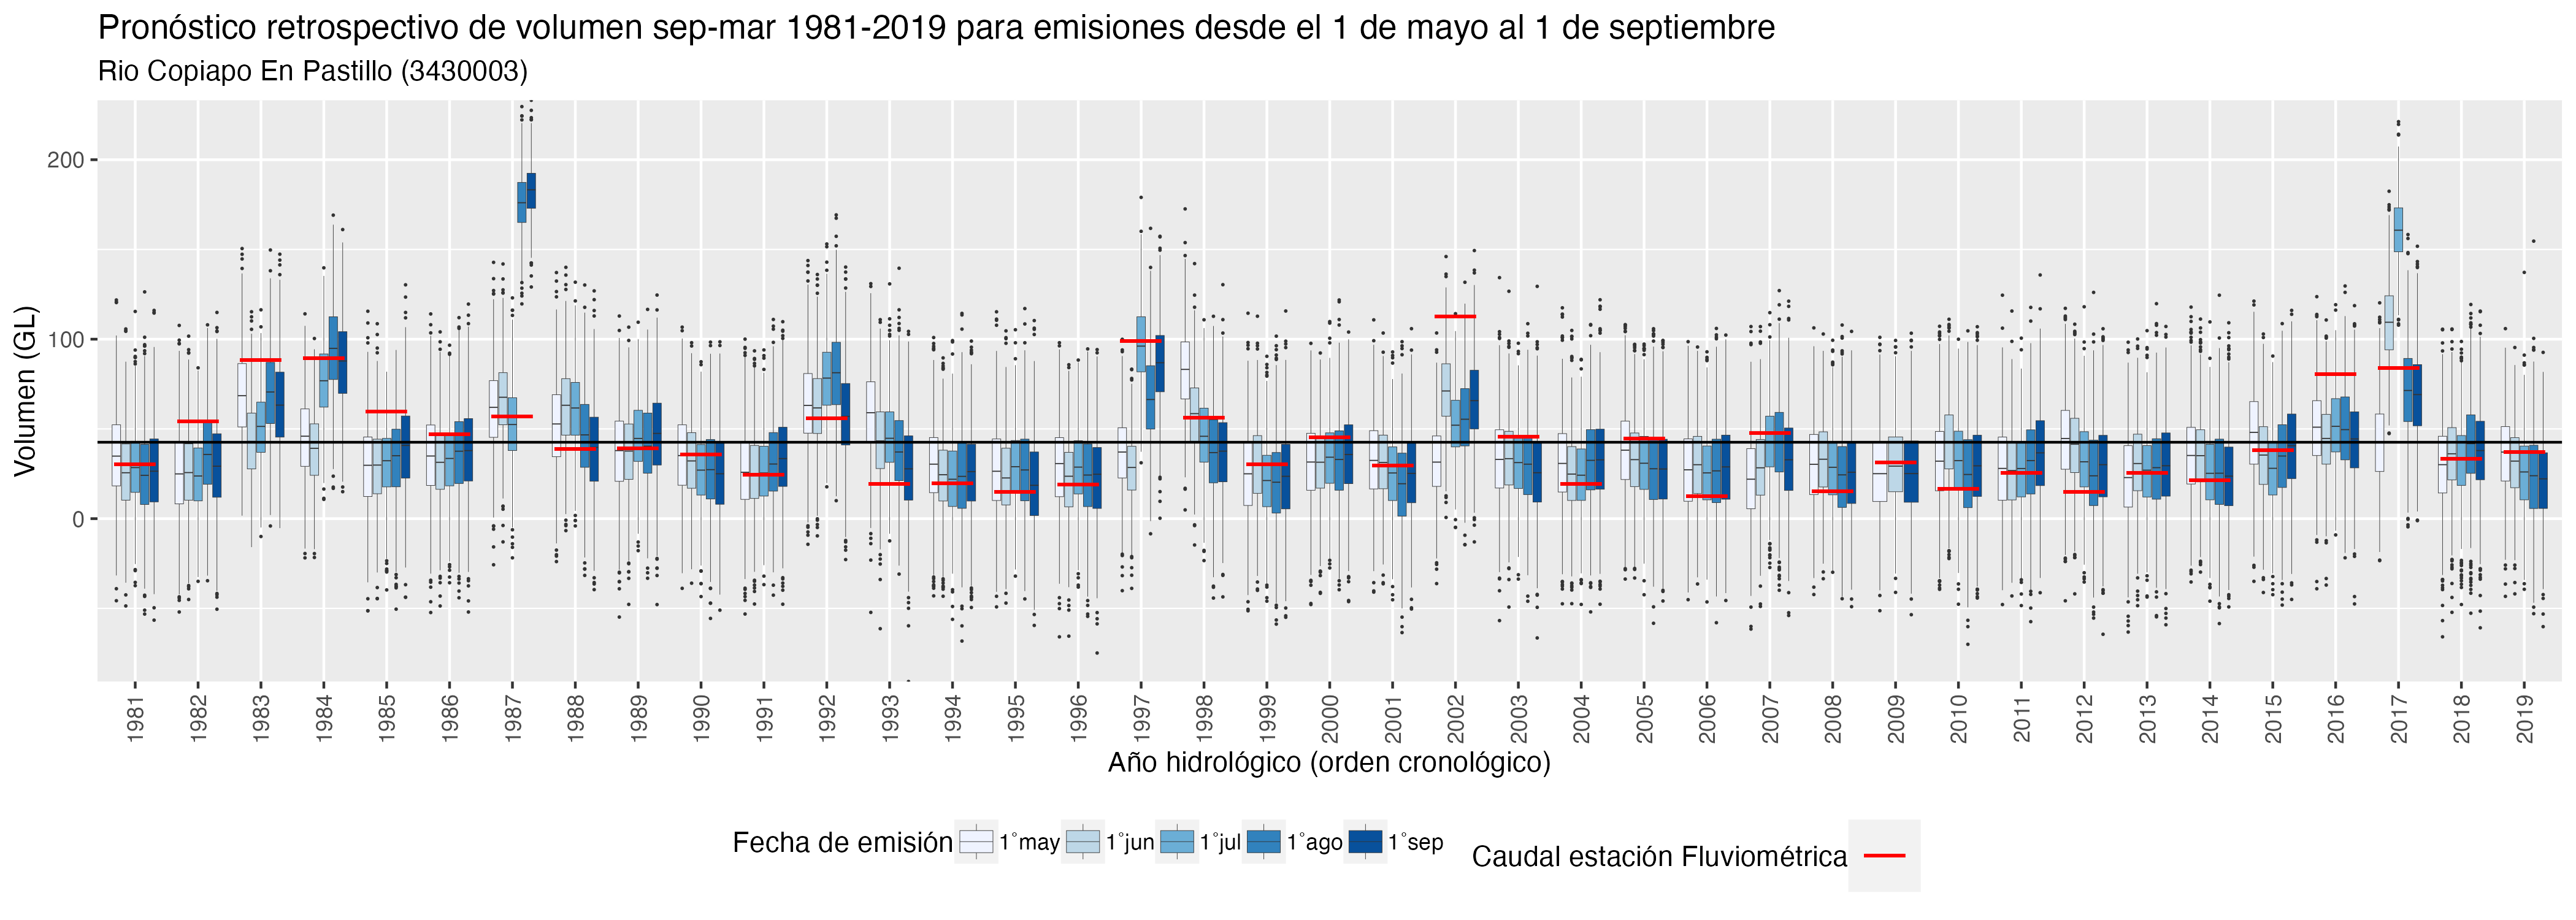 Pronóstico retrospectivo de volumen sep-mar 1981-2019 para emisiones desde el 1 de mayo al 1 de septiembre
Rio Copiapo En Pastillo (3430003)
Volumen (GL)
200
100
0
1981 1982 1983 1984 1985 1986 1987 1988 1989 1990 1991 1992 1993 1994 1995 1996 1997 1998 1999 2000 2001 2002 2003 2004 2005 2006 2007 2008 2009 2010 2011 2012 2013 2014 2015 2016 2017 2018 2019
Año hidrológico (orden cronológico)
Fecha de emisión 1°may 1°jun 1°jul 1°ago 1°sep Caudal estación Fluviométrica